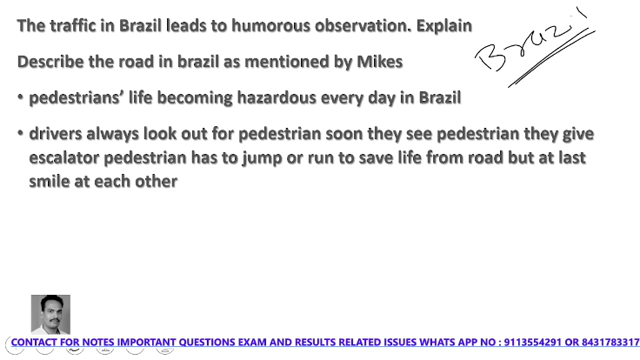 The traffic in Brazil leads to humorous observation. Explain
Brazil
Describe the road in brazil as mentioned by Mikes
• pedestrians' life becoming hazardous every day in Brazil
• drivers always look out for pedestrian soon they see pedestrian they give
escalator pedestrian has to jump or run to save life from road but at last
smile at each other
CONTACT FOR NOTES IMPORTANT QUESTIONS EXAM AND RESULTS RELATED ISSUES WHATS APP NO : 9113554291 OR 8431783317